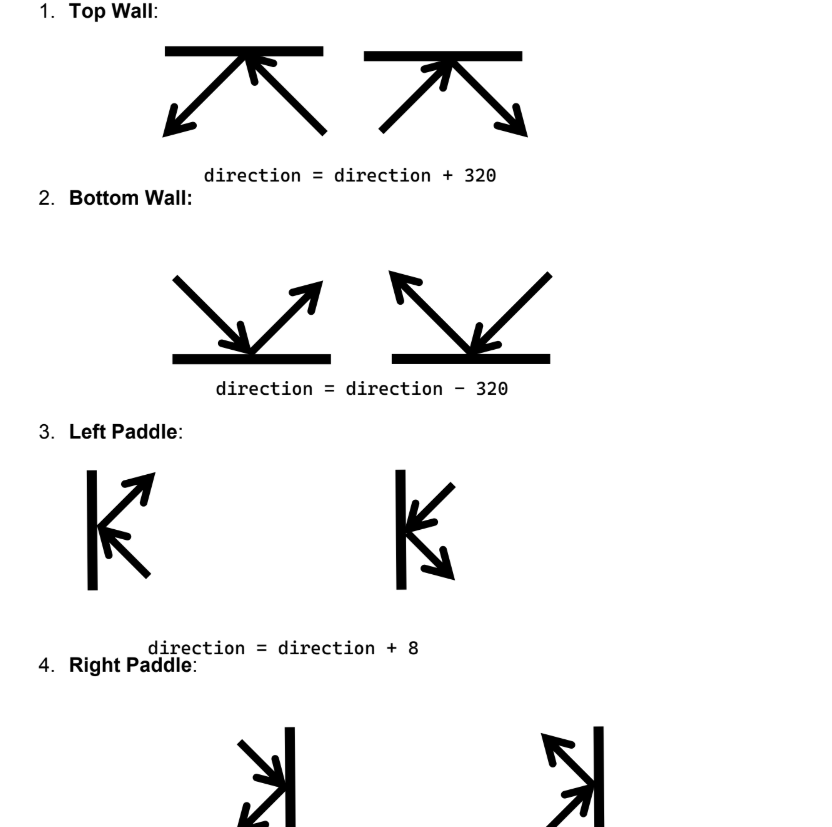 1. Top Wall:
direction = direction + 320
2. Bottom Wall:
direction = direction − 320
3. Left Paddle:
direction = direction + 8
4. Right Paddle: